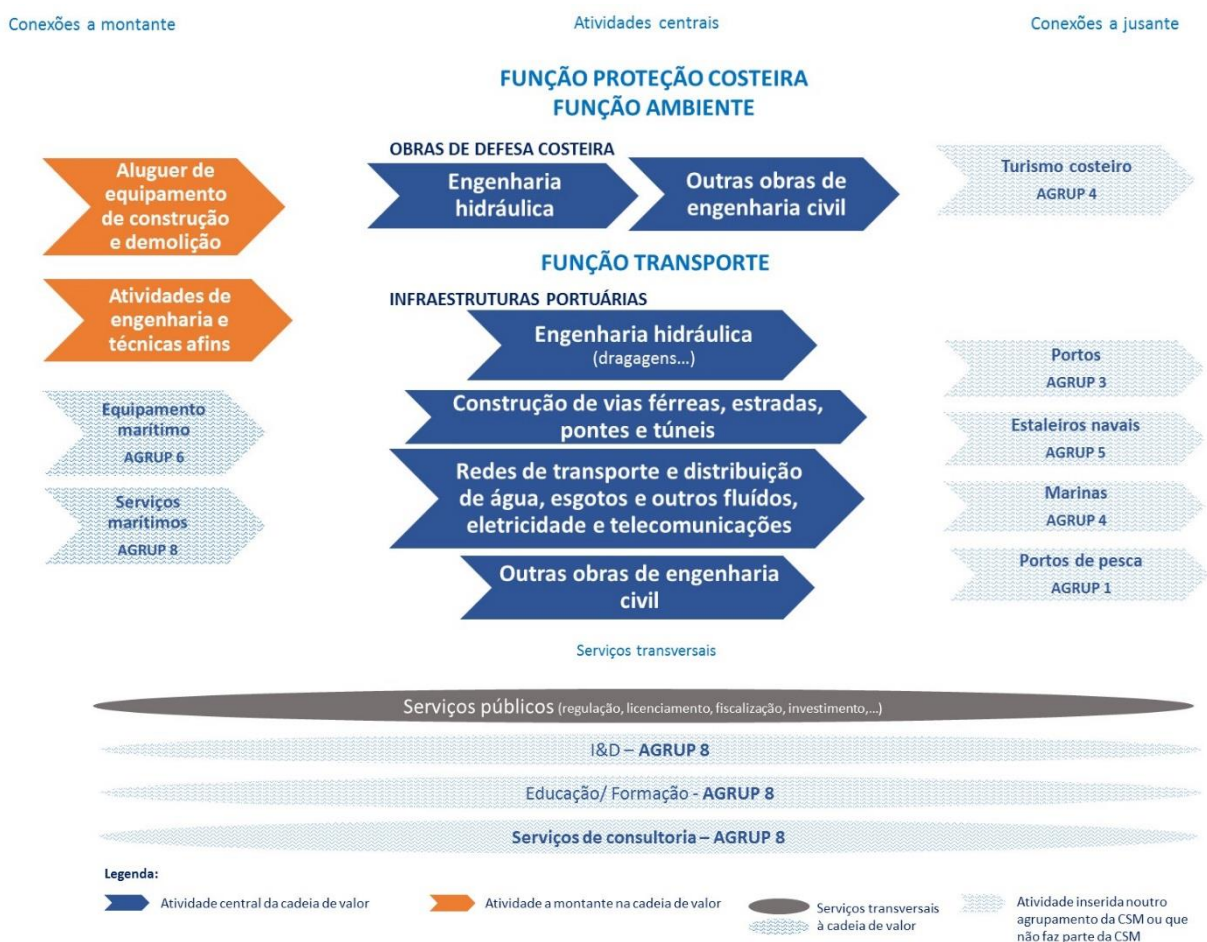 Conexões a montante
Atividades centrais
Conexões a jusante
FUNÇÃO PROTEÇÃO COSTEIRA
FUNÇÃO AMBIENTE
OBRAS DE DEFESA COSTEIRA
Aluguer de
equipamento
de construção
e demolição
Engenharia
hidráulica
Outras obras de
engenharia civil
Turismo costeiro
AGRUP 4
FUNÇÃO TRANSPORTE
Atividades de
engenharia e
técnicas afins
INFRAESTRUTURAS PORTUÁRIAS
Engenharia hidráulica
(dragagens...)
Portos
AGRUP 3
Equipamento
marítimo
AGRUP 6
Construção de vias férreas, estradas,
pontes e túneis
Estaleiros navais
AGRUP 5
Serviços
marítimos
AGRUP 8
Redes de transporte e distribuição
de água, esgotos e outros fluídos,
eletricidade e telecomunicações
Marinas
AGRUP 4
Outras obras de engenharia
civil
Portos de pesca
AGRUP 1
Serviços transversais
Serviços públicos (regulação, licenciamento, fiscalização, investimento,...)
I&D – AGRUP 8
Educação/ Formação - AGRUP 8
Serviços de consultoria – AGRUP 8
Legenda:
Atividade central da cadeia de valor
Atividade a montante na cadeia de valor
Serviços transversais
à cadeia de valor
Atividade inserida noutro
agrupamento da CSM ou que
não faz parte da CSM